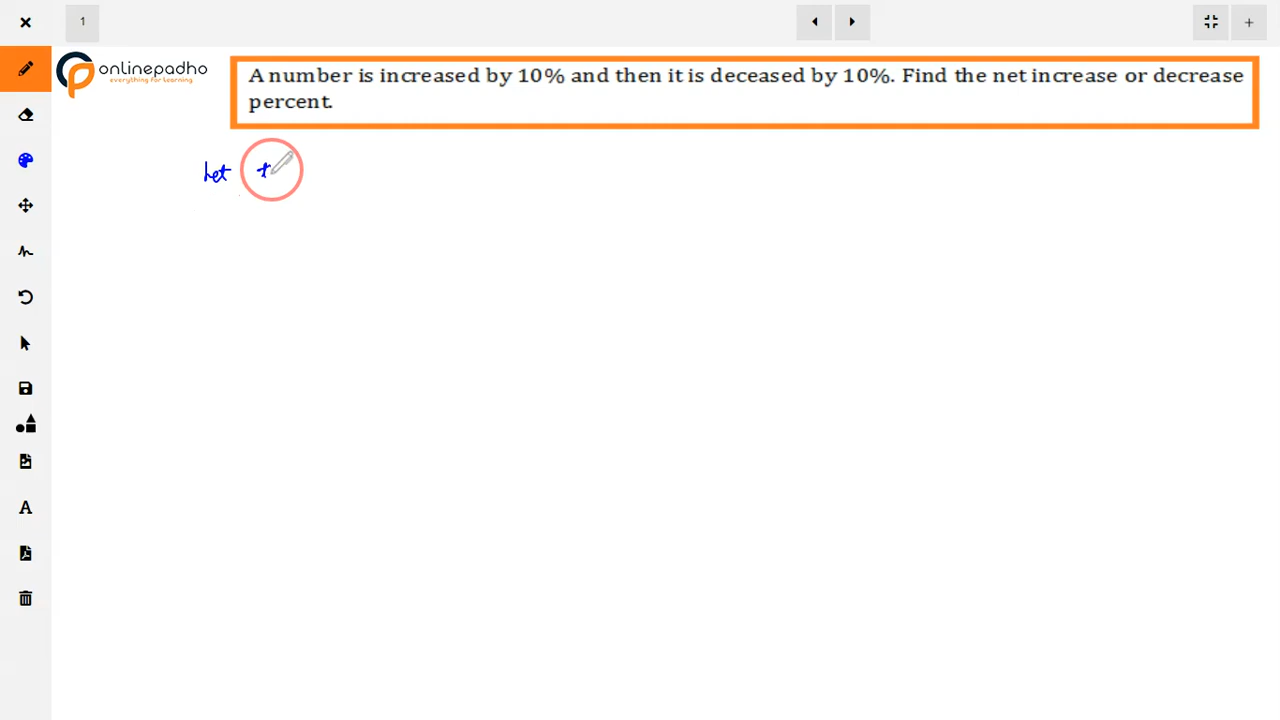 1
onlinepadho
everything for learning
A number is increased by 10% and then it is deceased by 10%. Find the net increase or decrease
percent.
Let t
A